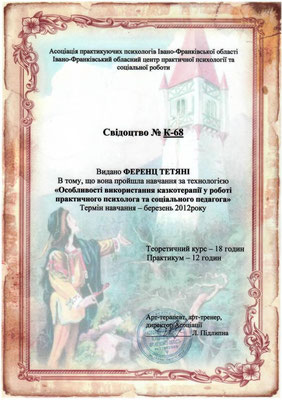 Асоціація практикуючих психологів Івано-Франківської області
Івано-Франківський обласний центр практичної психології та
соціальної роботи
Свідоцтво № К-68
Видано ФЕРЕНЦ ТЕТЯНІ
В тому, що вона пройшла навчання за технологією
«Особливості використання казкотерапії у роботі
практичного психолога та соціального педагога»
Термін навчання – березень 2012року
Теоретичний курс – 18 годин
Практикум – 12 годин
Арт-терапевт, арт-тренер,
директор Асоціації
Л. Підлипна